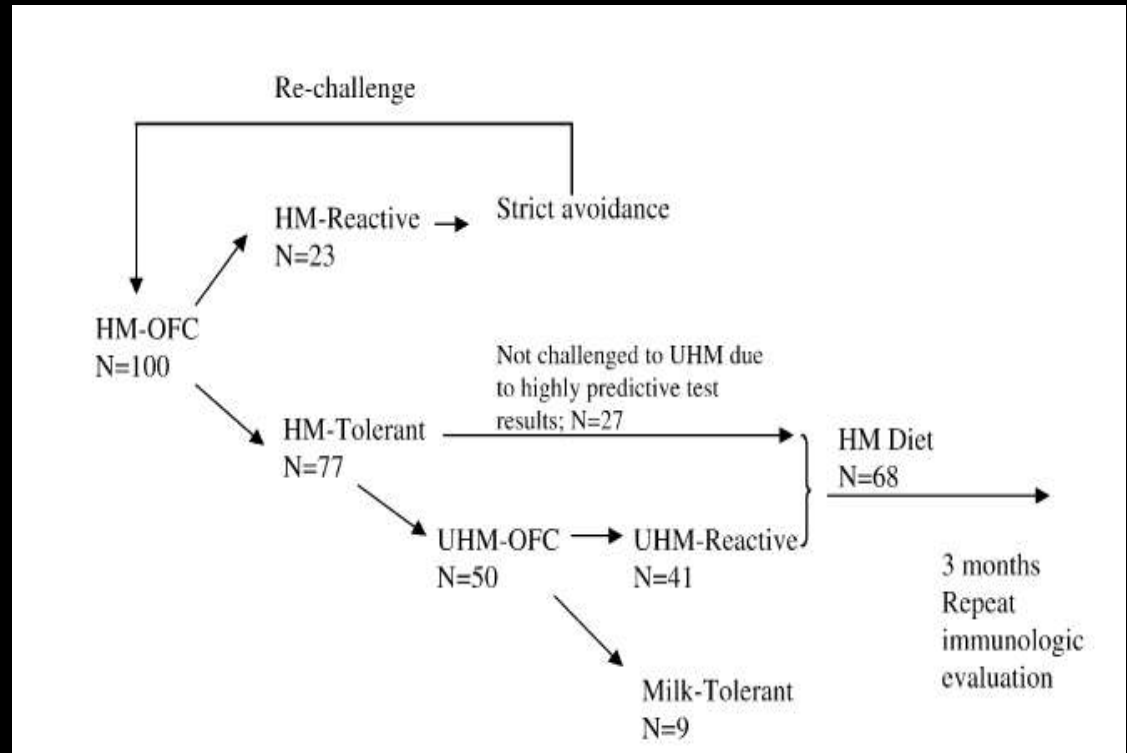 Re-challenge
Strict avoidance
HM-Reactive
N=23
HM-OFC
N=100
Not challenged to UHM due
to highly predictive test
results; N=27
HM-Tolerant
N=77
HM Diet
N=68
UHM-OFC
N=50
UHM-Reactive
N=41
3 months
Repeat
immunologic
evaluation
Milk-Tolerant
N=9